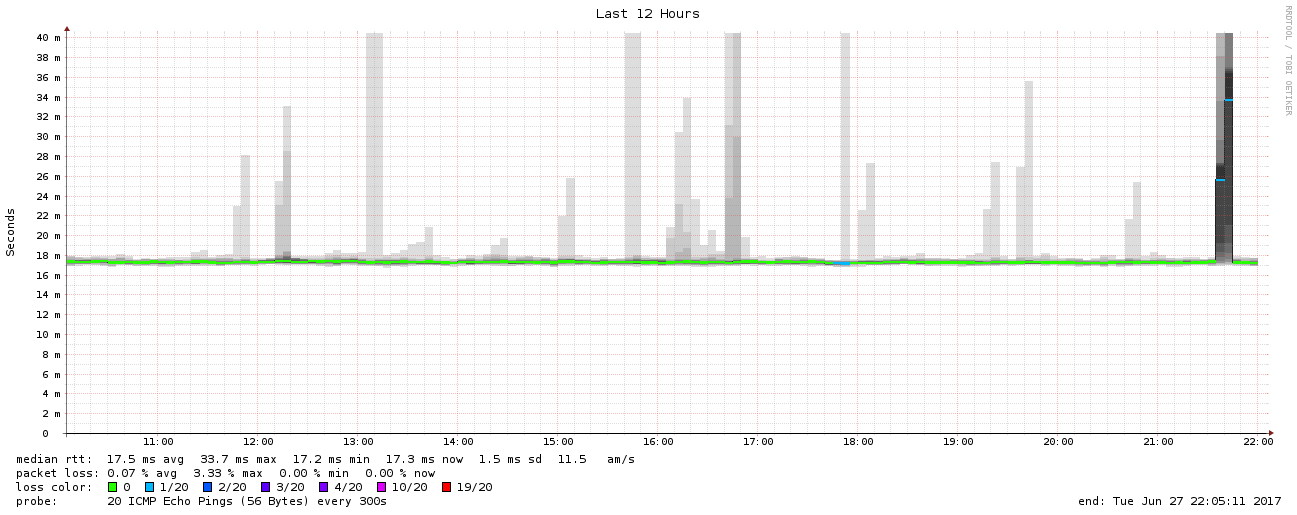 Last 12 Hours
RRDTOOL / TOBI OETIKER
Seconds
40 m
38 m
36 m
34 m
32 m
30 m
28 m
26 m
24 m
22 m
20 m
18 m
16 m
14 m
12 m
10 m
8 m
6 m
4 m
2 m
0
11:00 12:00 13:00 14:00 15:00 16:00 17:00 18:00 19:00 20:00 21:00 22:00
median rtt: 17.5 ms avg 33.7 ms max 17.2 ms min 17.3 ms now 1.5 ms sd 11.5 am/s
packet loss: 0.07 % avg 3.33 % max 0.00 % min 0.00 % now
loss color: 0 1/20 2/20 3/20 4/20 10/20 19/20
probe: 20 ICMP Echo Pings (56 Bytes) every 300s end: Tue Jun 27 22:05:11 2017